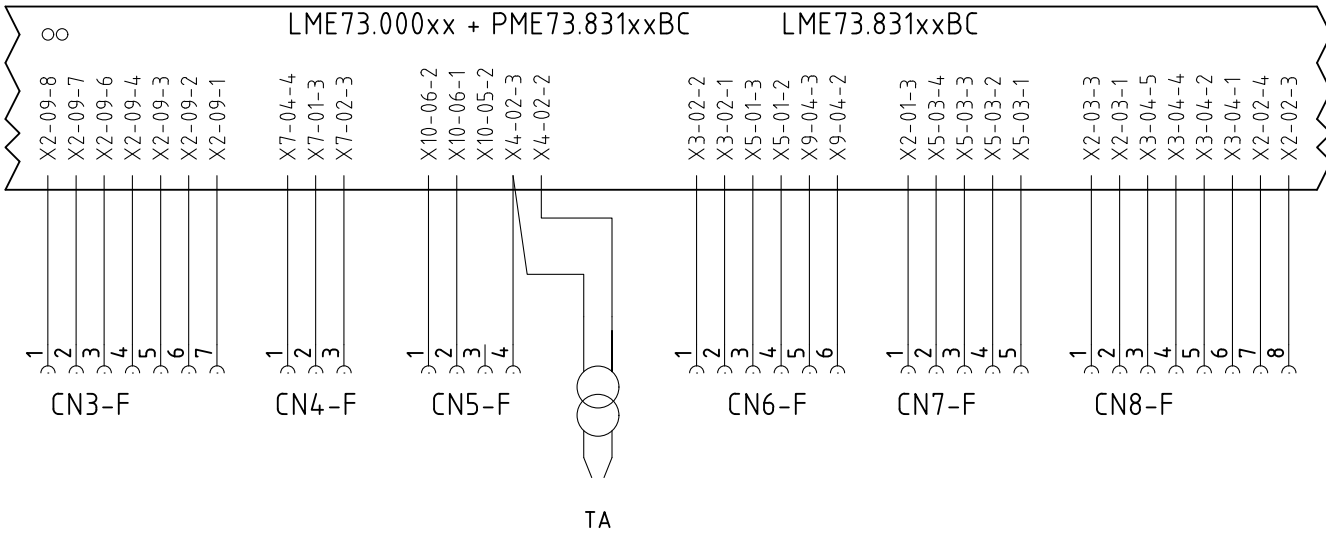 LME73.000xx + PME73.831xxBC LME73.831xxBC
X2-09-8
X2-09-7
X2-09-6
X2-09-4
X2-09-3
X2-09-2
X2-09-1
X7-04-4
X7-01-3
X7-02-3
X10-06-2
X10-06-1
X10-05-2
X4-02-3
X4-02-2
X3-02-2
X3-02-1
X5-01-3
X5-01-2
X9-04-3
X9-04-2
X2-01-3
X5-03-4
X5-03-3
X5-03-2
X5-03-1
X2-03-3
X2-03-1
X3-04-5
X3-04-4
X3-04-2
X3-04-1
X2-02-4
X2-02-3
1 2 3 4 5 6 7
1 2 3
1 2 3 4
1 2 3 4 5 6
1 2 3 4 5
1 2 3 4 5 6 7 8
CN3-F CN4-F CN5-F CN6-F CN7-F CN8-F
TA